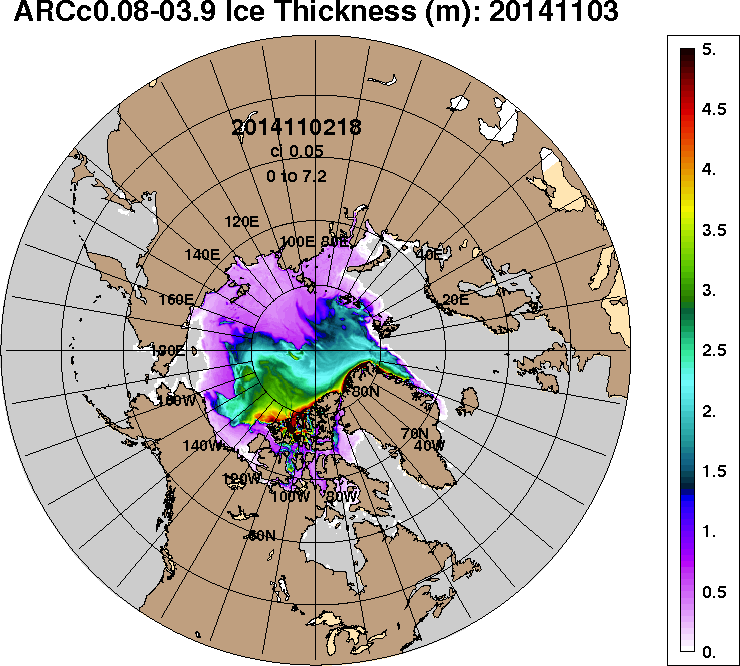 ARCc0.08-03.9 Ice Thickness (m): 20141103
2014110218
ci 0.05
0 to 7.2
5.
4.5
4.
3.5
3.
2.5
2.
1.5
1.
0.5
0.
120E
100E
80E
140E
40E
160E
20E
180E
160W
80N
140W
70N
40W
120W
100W
80W
60N